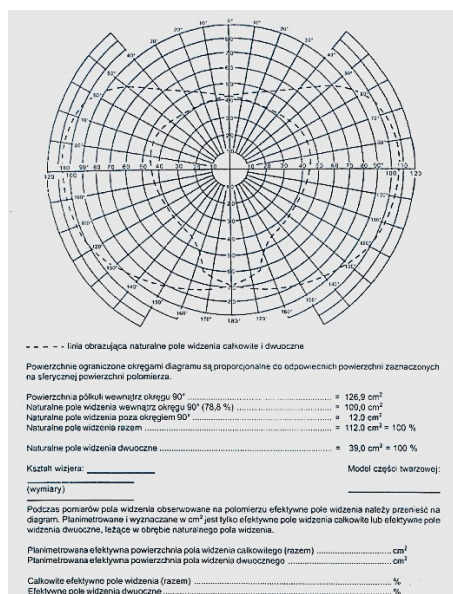 - - - - - linia obrazująca naturalne pole widzenia całkowite i dwuoczne
Powierzchnie ograniczone okręgami diagramu są proporcjonalne do odpowiednich powierzchni zaznaczonych
na sferycznej powierzchni polomierza.
Powierzchnie półkuli wewnątrz okręgu 90° ........ = 126,9 cm²
Naturalne pole widzenia wewnątrz okręgu 90° (78,8 %) ........ = 100,0 cm²
Naturalne pole widzenia poza okręgiem 90° ........ = 12,0 cm²
Naturalne pole widzenia razem ........ = 112,0 cm² = 100 %
Naturalne pole widzenia dwuoczne ........ = 39,0 cm² = 100 %
Kształt wizjera: ________ Model części twarzowej:
(wymiary)
Podczas pomiarów pola widzenia obserwowane na polomierzu efektywne pole widzenia należy przenieść na
diagram. Planimetrowane i wyznaczane w cm² jest tylko efektywne pole widzenia całkowite lub efektywne pole
widzenia dwuoczne, leżące w obrębie naturalnego pola widzenia.
Planimetrowana efektywna powierzchnia pola widzenia całkowitego (razem) ........ cm²
Planimetrowana efektywna powierzchnia pola widzenia dwuocznego ........ cm²
Całkowite efektywne pole widzenia (razem) ........ %
Efektywne pole widzenia dwuoczne ........ %